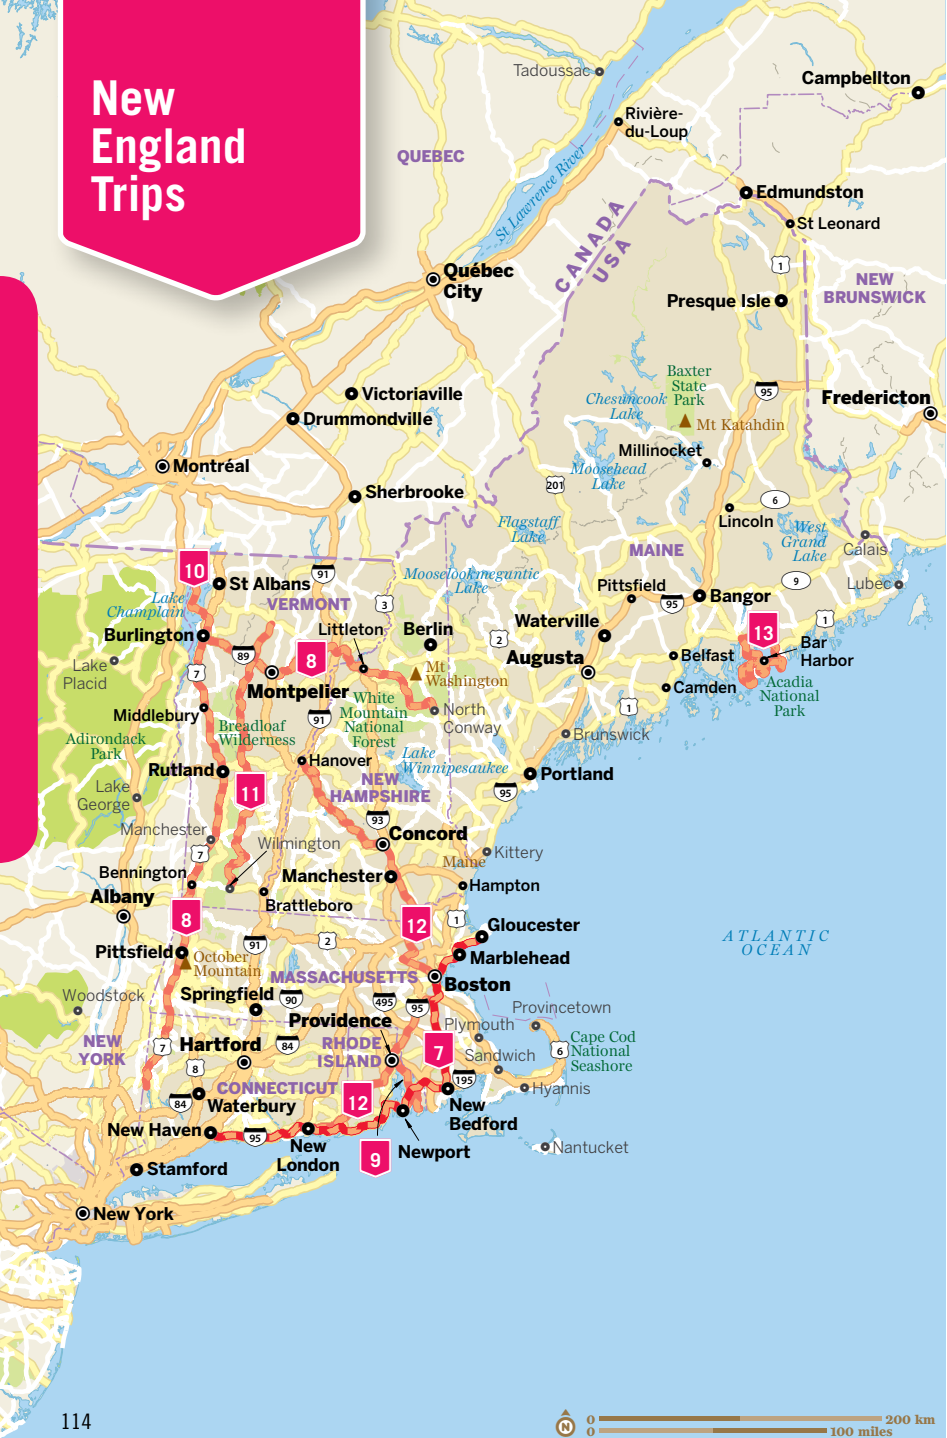 New
England
Trips
Tadoussac
Campbellton
Rivière-
du-Loup
QUEBEC
St Lawrence River
Edmundston
CANADA
USA
St Leonard
Québec
City
1
NEW
BRUNSWICK
Presque Isle
Baxter
State
Park
Victoriaville
95
Chesuncook
Lake
Fredericton
Drummondville
Mt Katahdin
Millinocket
Montréal
Moosehead
Lake
201
Sherbrooke
6
Lincoln
Flagstaff
Lake
West
Grand
Lake
MAINE
Calais
10
St Albans
91
Mooselookmeguntic
Lake
9
Lubec
Pittsfield
95
Bangor
Lake
Champlain
VERMONT
3
Littleton
Berlin
2
Waterville
1
13
Burlington
89
8
Augusta
Belfast
Bar
Harbor
Lake
Placid
7
Montpelier
Mt
Washington
Camden
Acadia
National
Park
Middlebury
91
White
Mountain
National
Forest
North
Conway
1
Adirondack
Park
Breadloaf
Wilderness
Brunswick
Hanover
Lake
Winnipesaukee
Rutland
Portland
Lake
George
11
NEW
HAMPSHIRE
95
93
Manchester
Wilmington
Concord
7
Maine
Kittery
Bennington
Manchester
Hampton
Albany
Brattleboro
8
12
1
Gloucester
2
91
ATLANTIC
OCEAN
Pittsfield
October
Mountain
Marblehead
MASSACHUSETTS
Boston
Woodstock
Springfield
90
495
95
Provincetown
Providence
Plymouth
NEW
YORK
7
Hartford
84
RHODE
ISLAND
7
Sandwich
6
Cape Cod
National
Seashore
8
CONNECTICUT
195
Hyannis
84
Waterbury
12
New
Bedford
New Haven
95
New
London
9
Newport
Nantucket
Stamford
New York
114
N
0
200 km
0
100 miles